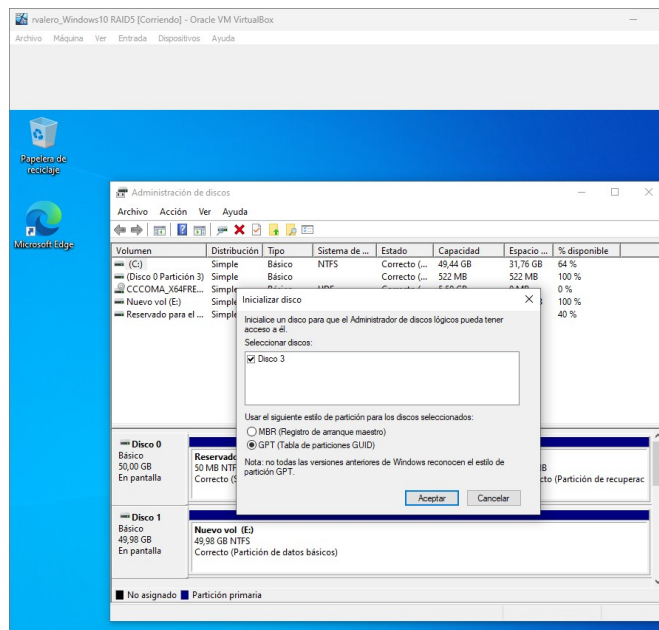 rvalero_Windows10 RAID5 [Corriendo] - Oracle VM VirtualBox
Archivo Máquina Ver Entrada Dispositivos Ayuda
Papelera de
reciclaje
Microsoft Edge
Administración de discos
Archivo Acción Ver Ayuda
Volumen Distribución Tipo Sistema de ... Estado Capacidad Espacio ... % disponible
(C:) Simple Básico NTFS Correcto (... 49,44 GB 31,76 GB 64 %
(Disco 0 Partición 3) Simple Básico Correcto (... 522 MB 522 MB 100 %
CCCOMA_X64FRE... Simple 0 %
Nuevo vol (E:) Simple 100 %
Reservado para el ... Simple 40 %
Inicializar disco
Inicialice un disco para que el Administrador de discos lógicos pueda tener
acceso a él.
Seleccionar discos:
Disco 3
Usar el siguiente estilo de partición para los discos seleccionados:
MBR (Registro de arranque maestro)
GPT (Tabla de particiones GUID)
Nota: no todas las versiones anteriores de Windows reconocen el estilo de
partición GPT.
Aceptar Cancelar
Disco 0
Básico
50,00 GB
En pantalla
Reservado
50 MB NTF
Correcto (S
(Partición de recuperac
Disco 1
Básico
49,98 GB
En pantalla
Nuevo vol (E:)
49,98 GB NTFS
Correcto (Partición de datos básicos)
No asignado Partición primaria